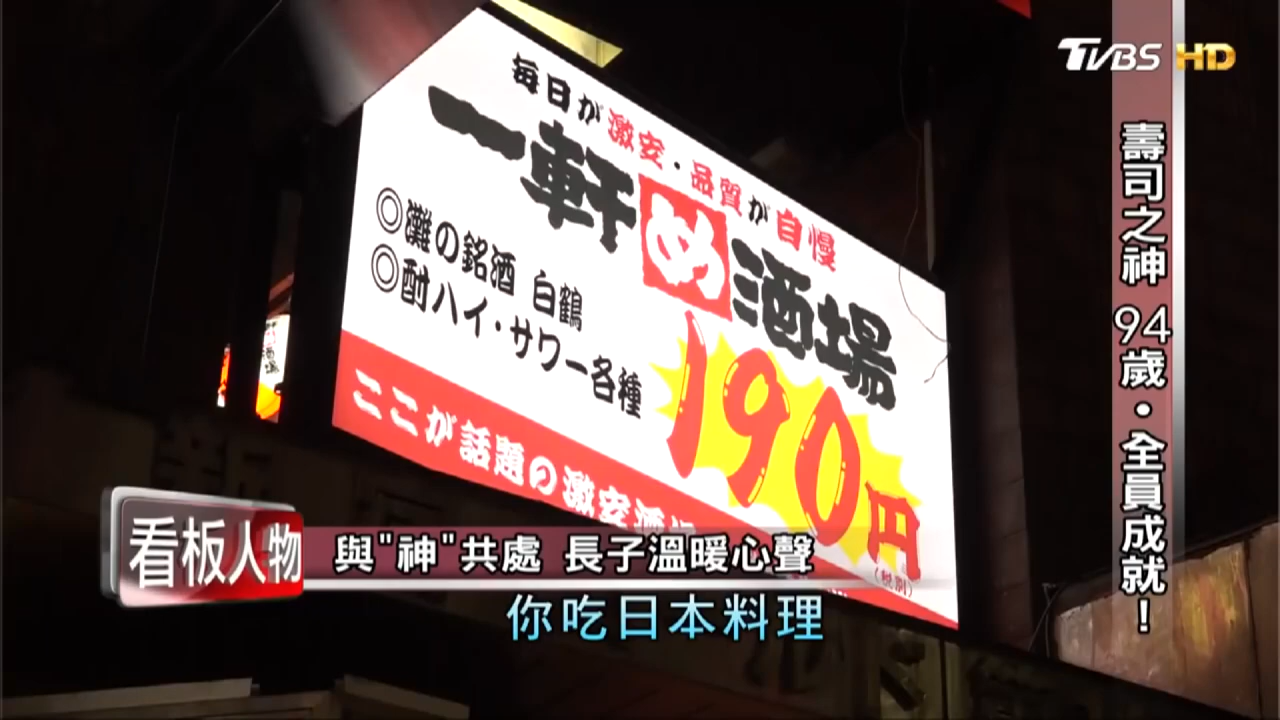 TVBS HD
壽司之神 94歲・全員成就！
毎日が激安・品質が自慢
一軒め酒場
◎灘の銘酒 白鶴
◎酎ハイ・サワー各種
190円
(税別)
ここが話題の激安酒場
看板人物
與"神"共處 長子溫暖心聲
你吃日本料理